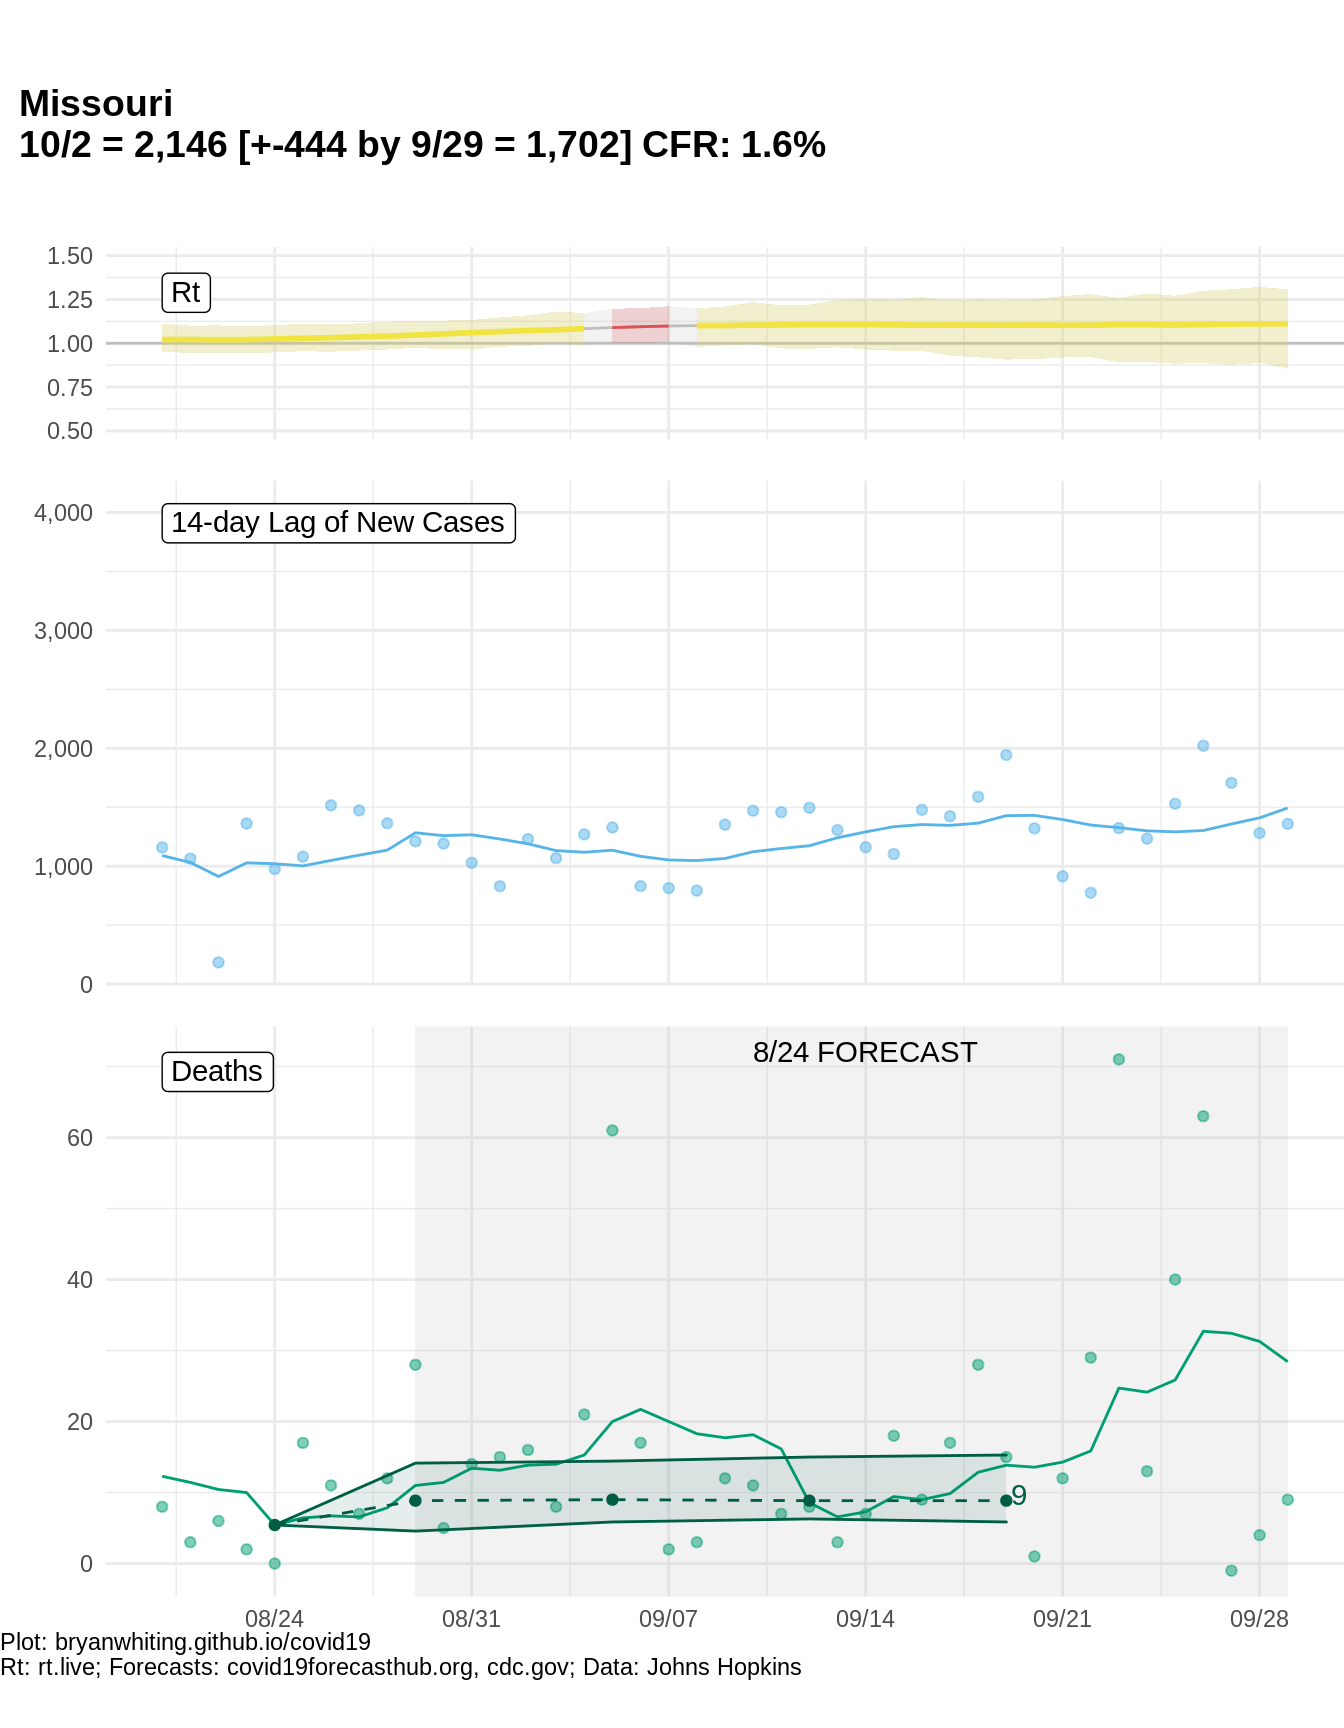 Missouri
10/2 = 2,146 [+-444 by 9/29 = 1,702] CFR: 1.6%
1.50
Rt
1.25
1.00
0.75
0.50
14-day Lag of New Cases
4,000
3,000
2,000
1,000
0
8/24 FORECAST
Deaths
60
40
20
9
0
08/24 08/31 09/07 09/14 09/21 09/28
Plot: bryanwhiting.github.io/covid19
Rt: rt.live; Forecasts: covid19forecasthub.org, cdc.gov; Data: Johns Hopkins